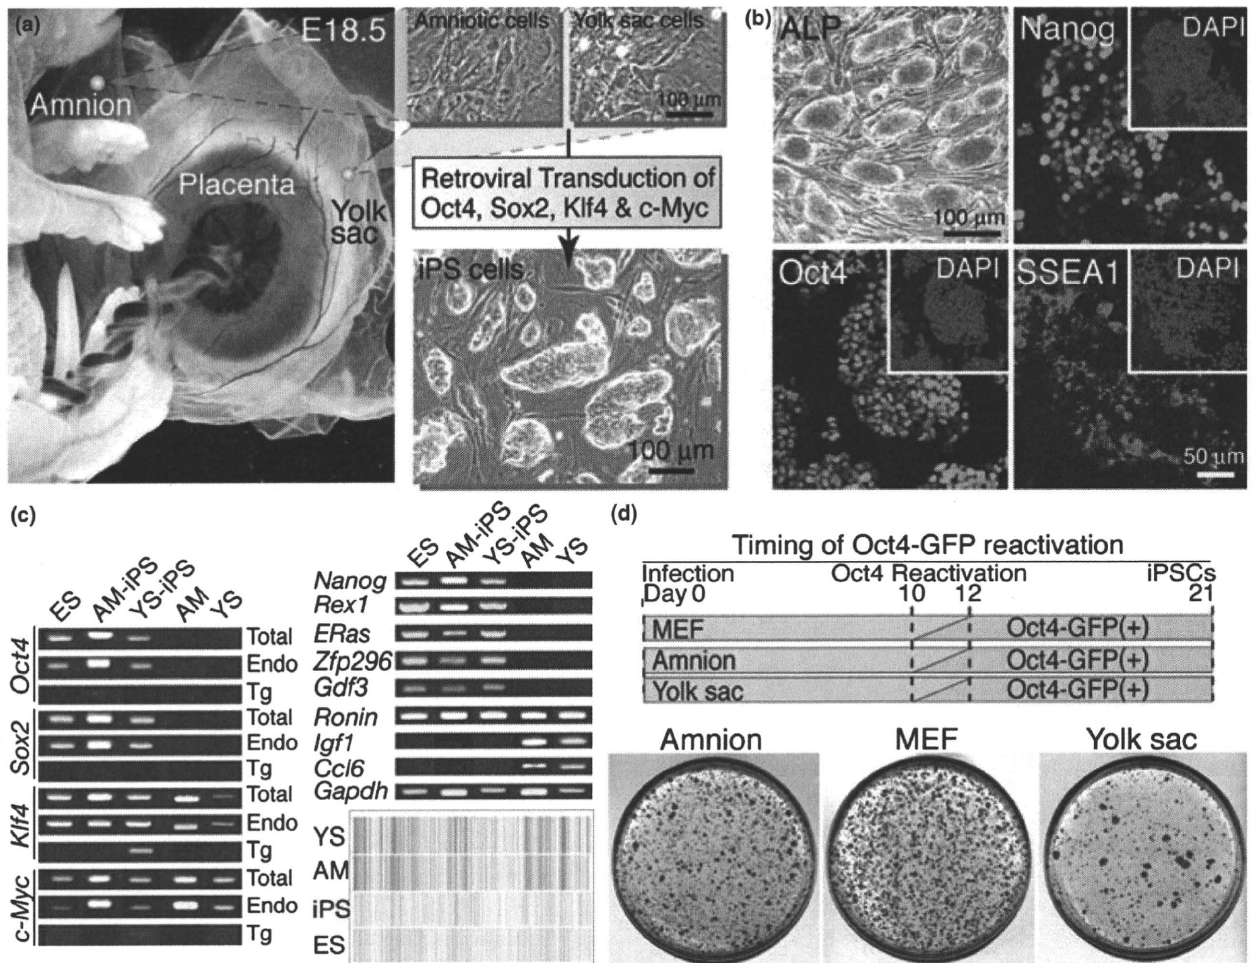 (a)
E18.5
Amnion
Placenta
Yolk
sac
Amniotic cells
Yolk sac cells
100 µm
Retroviral Transduction of
Oct4, Sox2, Klf4 & c-Myc
iPS cells
100 µm
(b)
ALP
100 µm
Nanog
DAPI
Oct4
DAPI
SSEA1
DAPI
50 µm
(c)
ES
AM-iPS
YS-iPS
AM
YS
Oct4
Total
Endo
Tg
Sox2
Total
Endo
Tg
Klf4
Total
Endo
Tg
c-Myc
Total
Endo
Tg
ES
AM-iPS
YS-iPS
AM
YS
Nanog
Rex1
ERas
Zfp296
Gdf3
Ronin
Igf1
Ccl6
Gapdh
YS
AM
iPS
ES
(d)
Timing of Oct4-GFP reactivation
Infection Oct4 Reactivation iPSCs
Day 0 10 12 21
MEF Oct4-GFP(+)
Amnion Oct4-GFP(+)
Yolk sac Oct4-GFP(+)
Amnion MEF Yolk sac